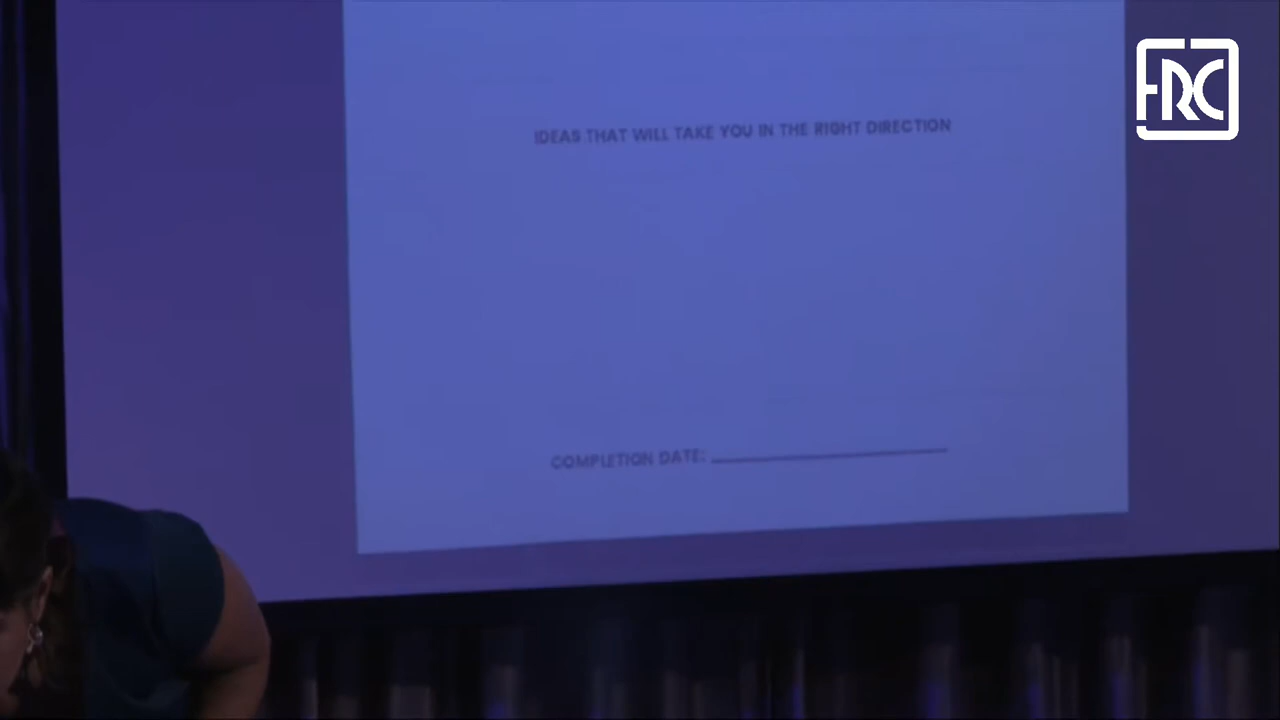 FRC
IDEAS THAT WILL TAKE YOU IN THE RIGHT DIRECTION
COMPLETION DATE: